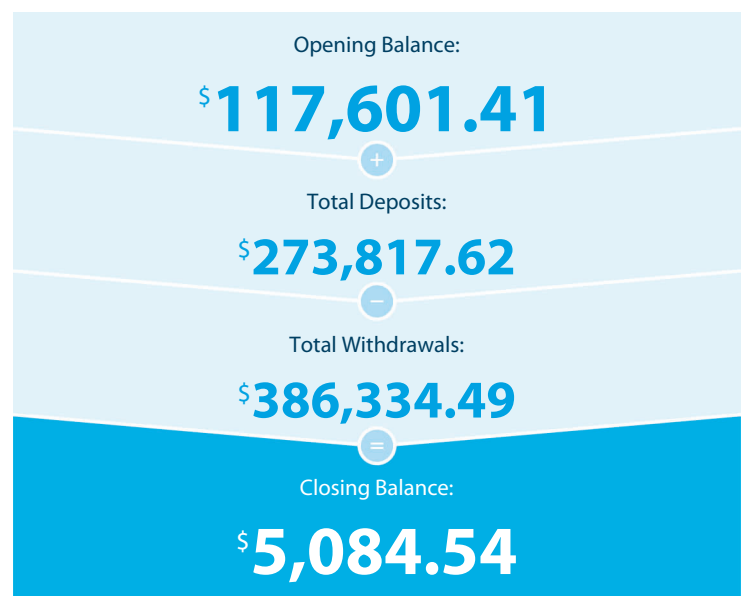 Opening Balance:
$117,601.41
+
Total Deposits:
$273,817.62
−
Total Withdrawals:
$386,334.49
=
Closing Balance:
$5,084.54